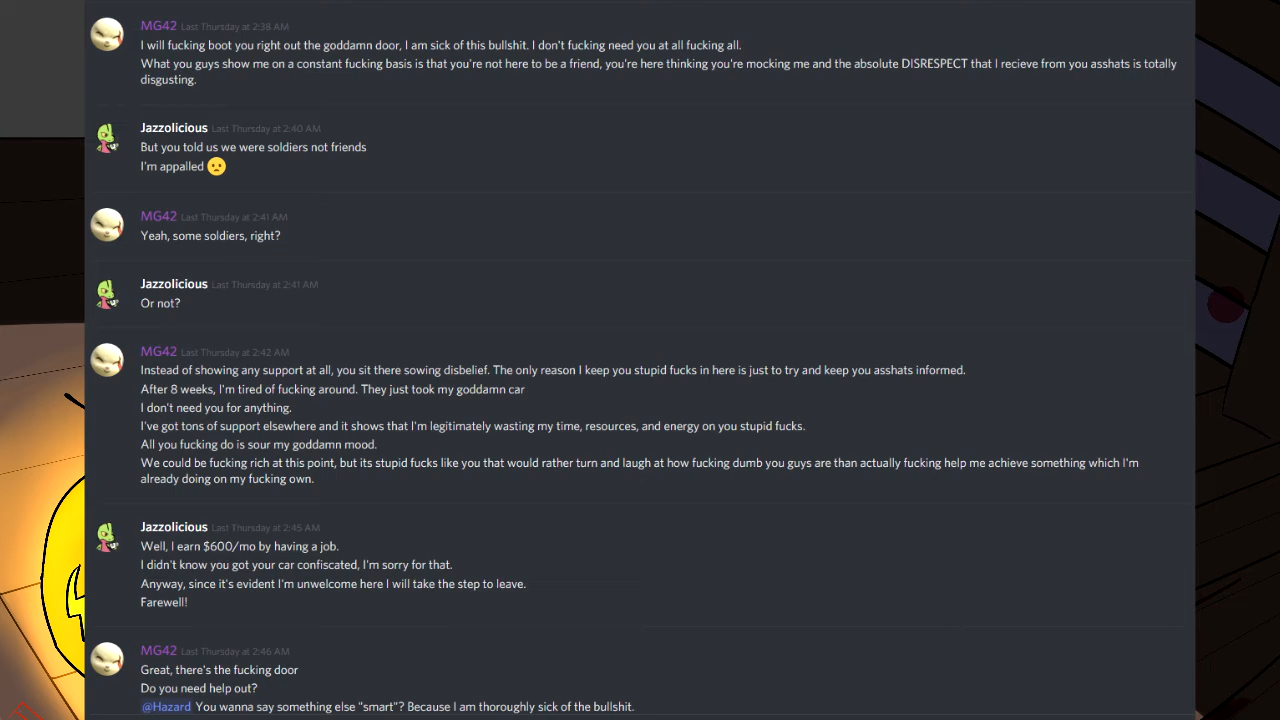 MG42 Last Thursday at 2:38 AM
I will fucking boot you right out the goddamn door, I am sick of this bullshit. I don't fucking need you at all fucking all.
What you guys show me on a constant fucking basis is that you're not here to be a friend, you're here thinking you're mocking me and the absolute DISRESPECT that I recieve from you asshats is totally
disgusting.
Jazzolicious Last Thursday at 2:40 AM
But you told us we were soldiers not friends
I'm appalled 😟
MG42 Last Thursday at 2:41 AM
Yeah, some soldiers, right?
Jazzolicious Last Thursday at 2:41 AM
Or not?
MG42 Last Thursday at 2:42 AM
Instead of showing any support at all, you sit there sowing disbelief. The only reason I keep you stupid fucks in here is just to try and keep you asshats informed.
After 8 weeks, I'm tired of fucking around. They just took my goddamn car
I don't need you for anything.
I've got tons of support elsewhere and it shows that I'm legitimately wasting my time, resources, and energy on you stupid fucks.
All you fucking do is sour my goddamn mood.
We could be fucking rich at this point, but its stupid fucks like you that would rather turn and laugh at how fucking dumb you guys are than actually fucking help me achieve something which I'm
already doing on my fucking own.
Jazzolicious Last Thursday at 2:45 AM
Well, I earn $600/mo by having a job.
I didn't know you got your car confiscated, I'm sorry for that.
Anyway, since it's evident I'm unwelcome here I will take the step to leave.
Farewell!
MG42 Last Thursday at 2:46 AM
Great, there's the fucking door
Do you need help out?
@Hazard You wanna say something else "smart"? Because I am thoroughly sick of the bullshit.